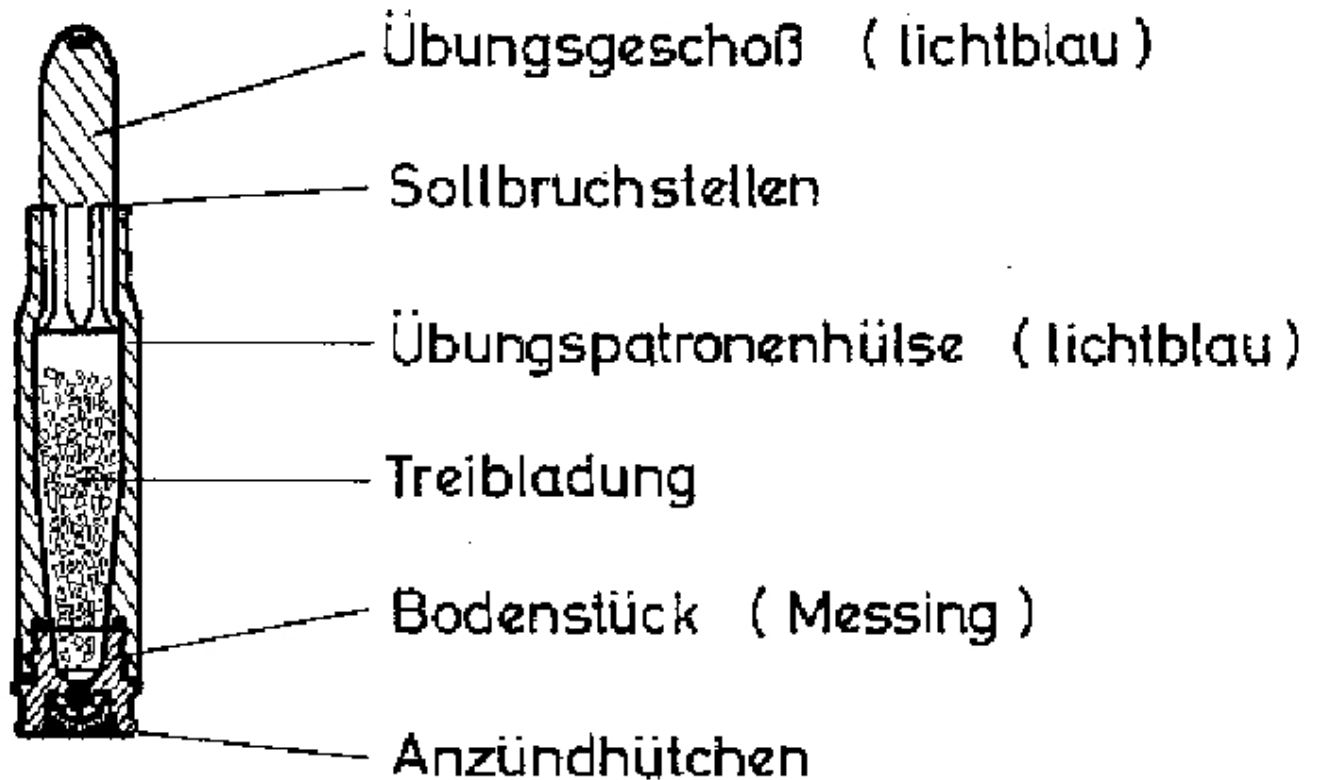 Übungsgeschoß (lichtblau)
Sollbruchstellen
Übungspatronenhülse (lichtblau)
Treibladung
Bodenstück (Messing)
Anzündhütchen